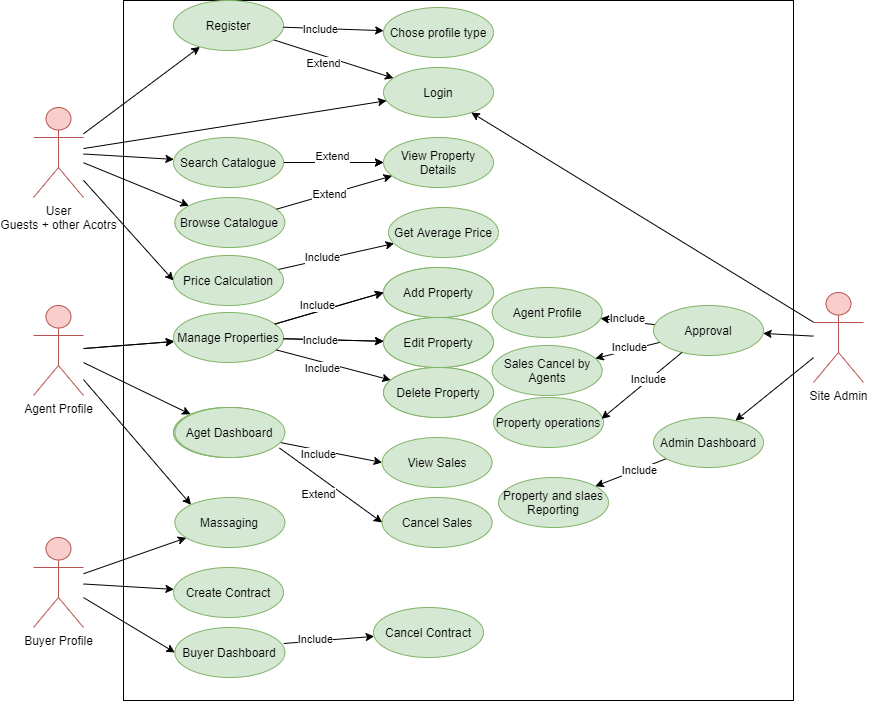 Register
Include
Chose profile type
Extend
Login
Search Catalogue
Extend
View Property
Details
Extend
Browse Catalogue
User
Guests + other Acotrs
Get Average Price
Include
Price Calculation
Add Property
Include
Manage Properties
Include
Edit Property
Include
Delete Property
Agent Profile
Include
Approval
Sales Cancel by
Agents
Include
Include
Property operations
Site Admin
Agent Profile
Aget Dashboard
Include
View Sales
Extend
Cancel Sales
Admin Dashboard
Include
Property and slaes
Reporting
Massaging
Create Contract
Buyer Profile
Buyer Dashboard
Include
Cancel Contract